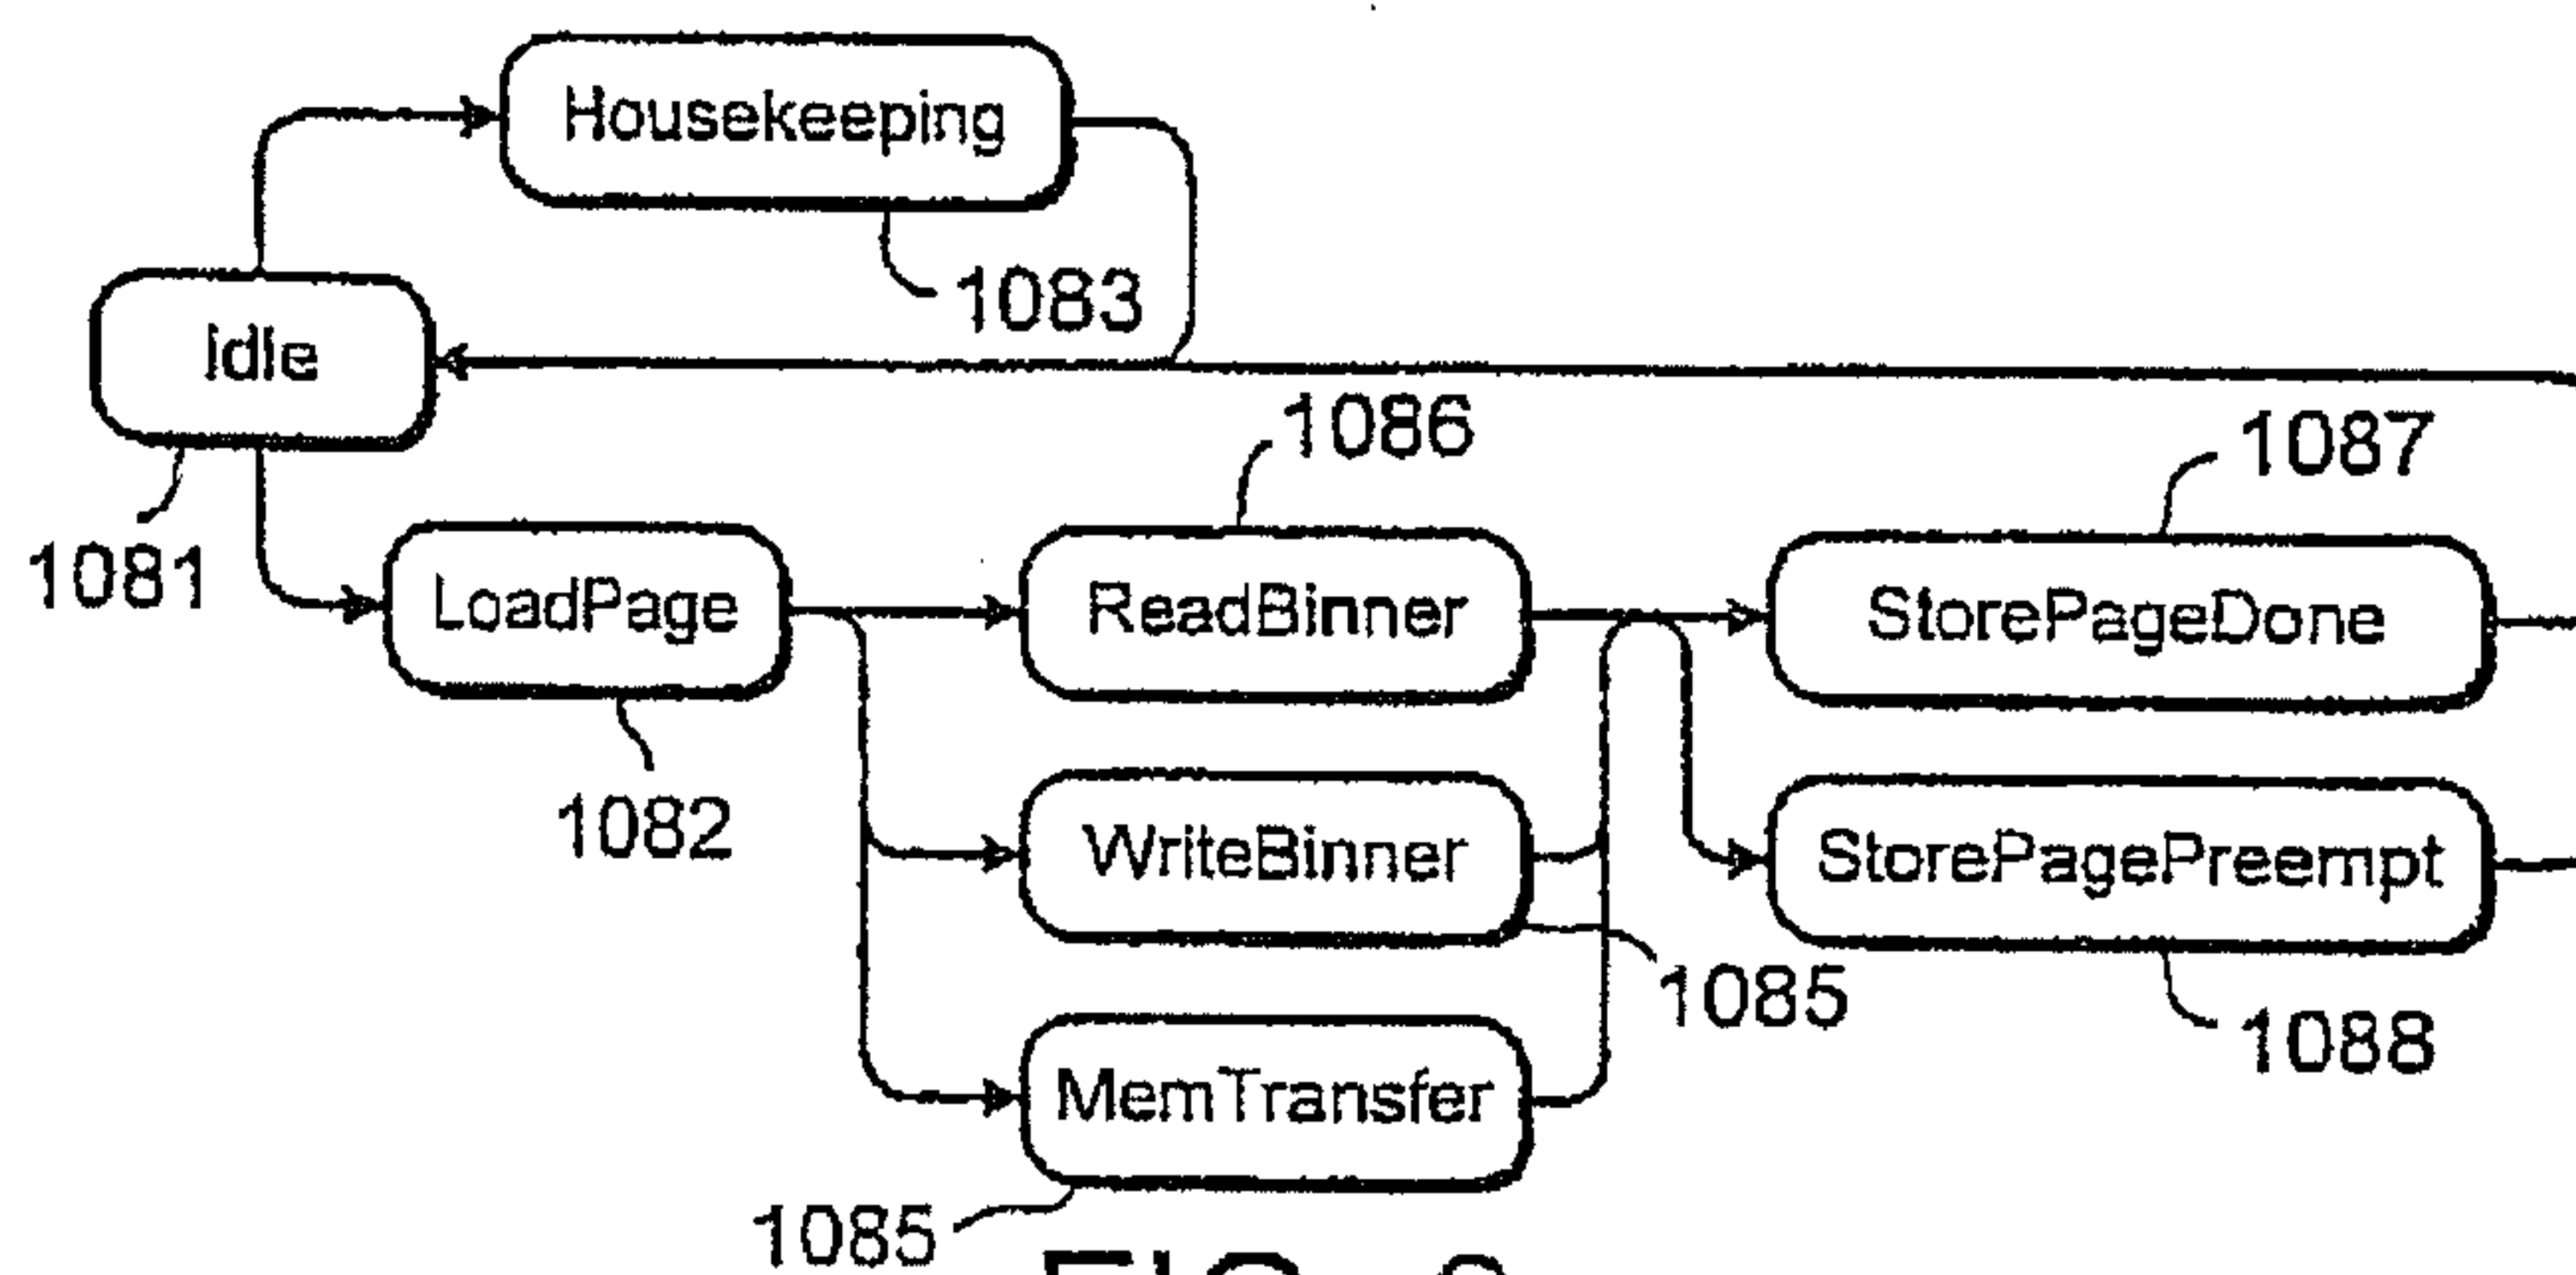 Housekeeping
1083
Idle
1086
1087
1081
LoadPage
ReadBinner
StorePageDone
1082
WriteBinner
StorePagePreempt
1085
1088
MemTransfer
1085